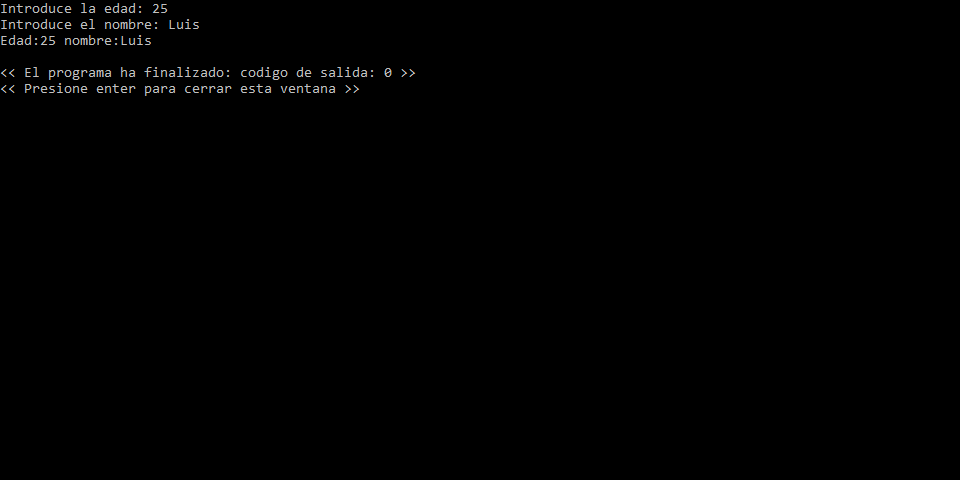 Introduce la edad: 25
Introduce el nombre: Luis
Edad:25 nombre:Luis
<< El programa ha finalizado: codigo de salida: 0 >>
<< Presione enter para cerrar esta ventana >>